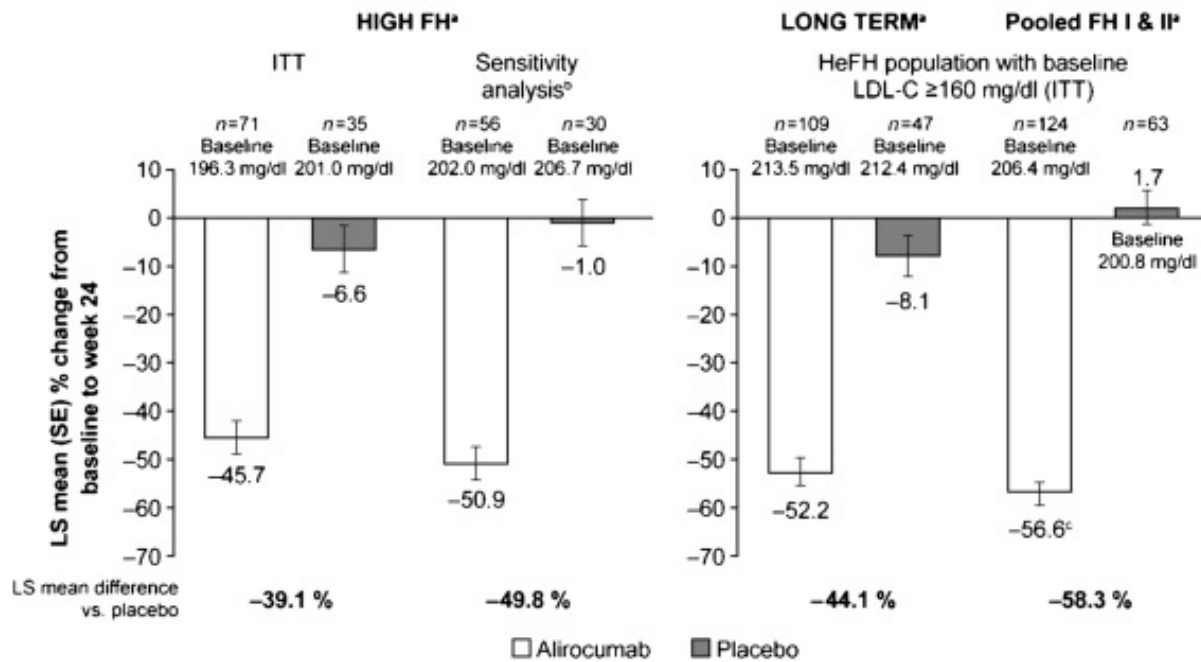 HIGH FHª
LONG TERMª
Pooled FH I & IIª
ITT
Sensitivity
analysisᵇ
HeFH population with baseline
LDL-C ≥160 mg/dl (ITT)
n=71
Baseline
196.3 mg/dl
n=35
Baseline
201.0 mg/dl
n=56
Baseline
202.0 mg/dl
n=30
Baseline
206.7 mg/dl
n=109
Baseline
213.5 mg/dl
n=47
Baseline
212.4 mg/dl
n=124
Baseline
206.4 mg/dl
n=63
LS mean (SE) % change from
baseline to week 24
10
0
–10
–20
–30
–40
–50
–60
–70
–45.7
–6.6
–50.9
–1.0
10
0
–10
–20
–30
–40
–50
–60
–70
–52.2
–8.1
–56.6ᶜ
1.7
Baseline
200.8 mg/dl
LS mean difference
vs. placebo
–39.1 %
–49.8 %
–44.1 %
–58.3 %
Alirocumab
Placebo